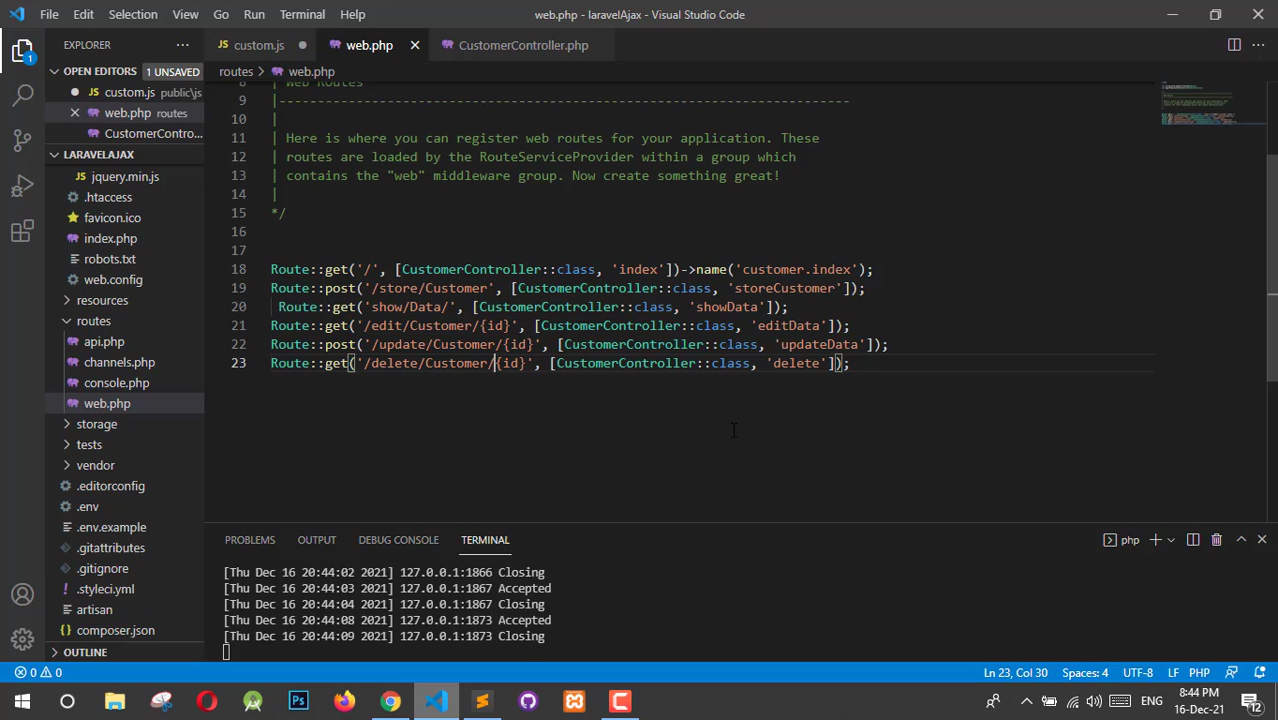 File Edit Selection View Go Run Terminal Help
web.php - laravelAjax - Visual Studio Code
EXPLORER
custom.js
web.php
CustomerController.php
OPEN EDITORS 1 UNSAVED
routes > web.php
custom.js public\js
web.php routes
CustomerContro...
LARAVELAJAX
jquery.min.js
.htaccess
favicon.ico
index.php
robots.txt
web.config
resources
routes
api.php
channels.php
console.php
web.php
storage
tests
vendor
.editorconfig
.env
.env.example
.gitattributes
.gitignore
.styleci.yml
artisan
composer.json
OUTLINE
8 | Web Routes
9 |--------------------------------------------------------------------------
10 |
11 | Here is where you can register web routes for your application. These
12 | routes are loaded by the RouteServiceProvider within a group which
13 | contains the "web" middleware group. Now create something great!
14 |
15 */
16
17
18 Route::get('/', [CustomerController::class, 'index'])->name('customer.index');
19 Route::post('/store/Customer', [CustomerController::class, 'storeCustomer']);
20 Route::get('show/Data/', [CustomerController::class, 'showData']);
21 Route::get('/edit/Customer/{id}', [CustomerController::class, 'editData']);
22 Route::post('/update/Customer/{id}', [CustomerController::class, 'updateData']);
23 Route::get('/delete/Customer/{id}', [CustomerController::class, 'delete']);
PROBLEMS OUTPUT DEBUG CONSOLE TERMINAL
php
[Thu Dec 16 20:44:02 2021] 127.0.0.1:1866 Closing
[Thu Dec 16 20:44:03 2021] 127.0.0.1:1867 Accepted
[Thu Dec 16 20:44:04 2021] 127.0.0.1:1867 Closing
[Thu Dec 16 20:44:08 2021] 127.0.0.1:1873 Accepted
[Thu Dec 16 20:44:09 2021] 127.0.0.1:1873 Closing
0 0
Ln 23, Col 30 Spaces: 4 UTF-8 LF PHP
ENG
8:44 PM
16-Dec-21
12